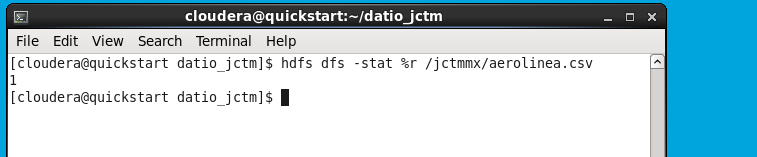 cloudera@quickstart:~/datio_jctm
File Edit View Search Terminal Help
[cloudera@quickstart datio_jctm]$ hdfs dfs -stat %r /jctmmx/aerolinea.csv
1
[cloudera@quickstart datio_jctm]$